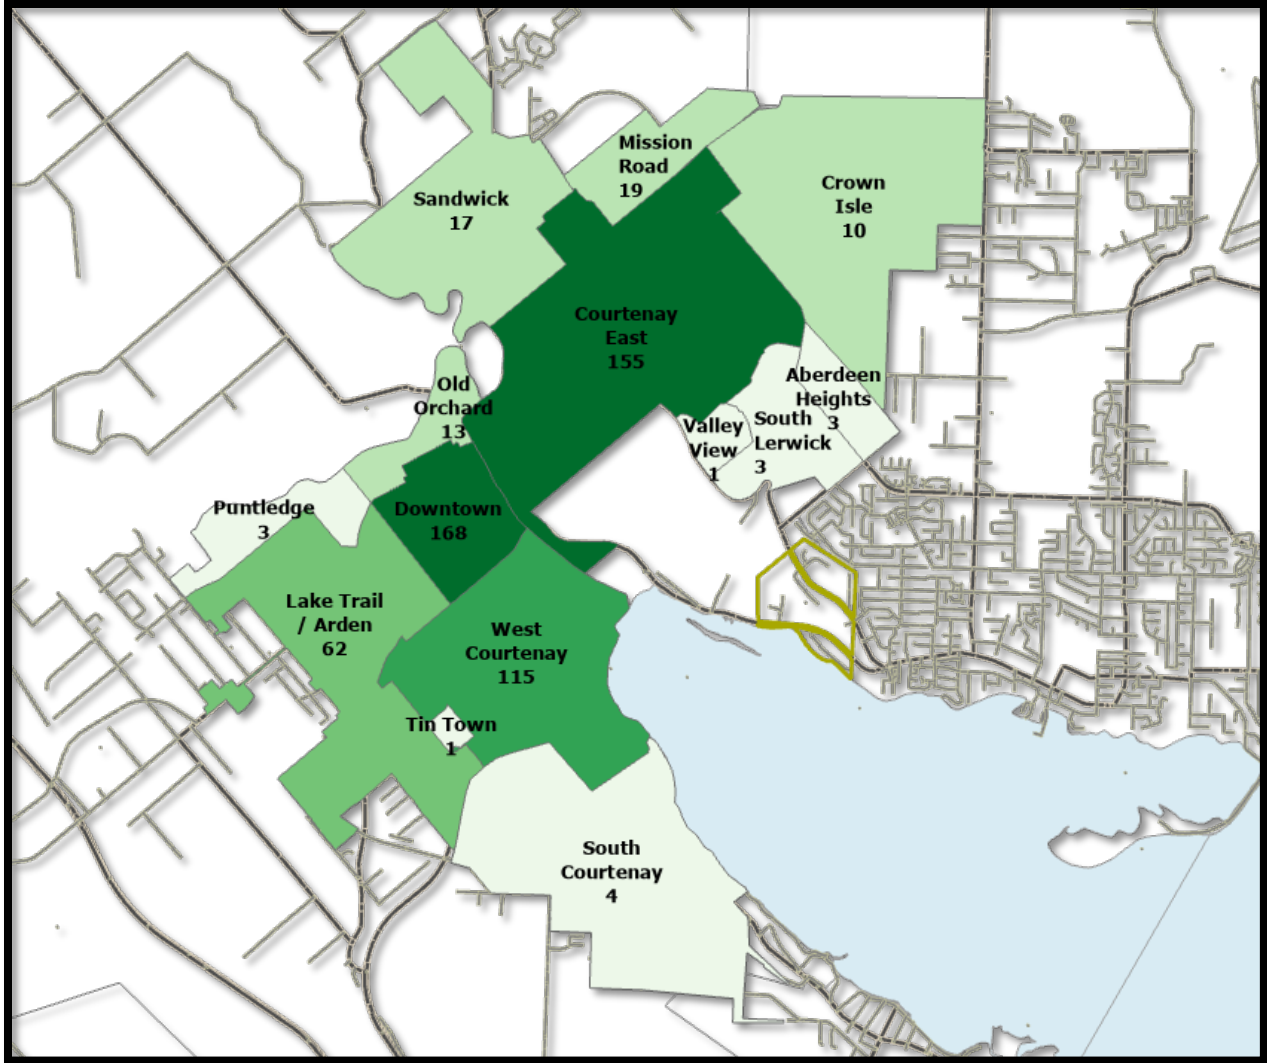 Mission
Road
19
Sandwick
17
Crown
Isle
10
Courtenay
East
155
Aberdeen
Heights
3
Old
Orchard
13
South
Lerwick
3
Valley
View
1
Puntledge
3
Downtown
168
Lake Trail
/ Arden
62
West
Courtenay
115
Tin Town
1
South
Courtenay
4